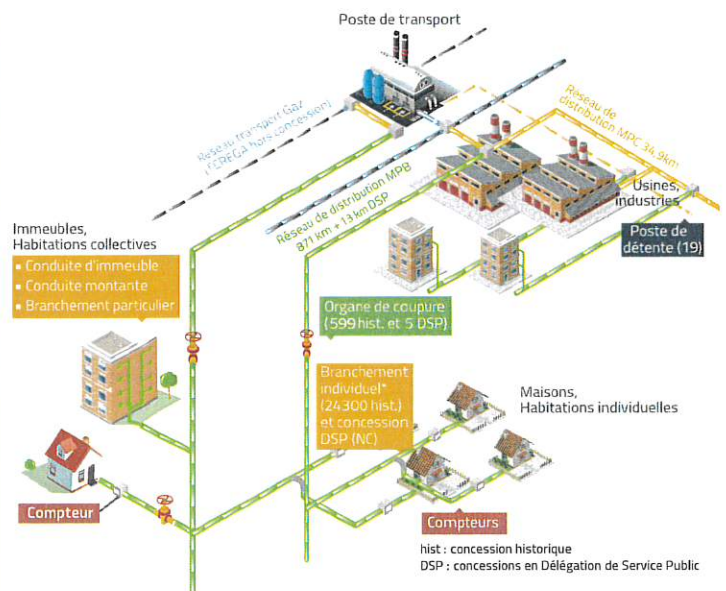 Poste de transport
Réseau transport Gaz
hors concession)
Réseau de
distribution MPC 34,9km
Réseau de distribution MPB
871 km + 13 km DSP
Usines,
industries
Poste de
détente (19)
Immeubles,
Habitations collectives
▪ Conduite d'immeuble
▪ Conduite montante
▪ Branchement particulier
Organe de coupure
(599 hist. et 5 DSP)
Branchement
individuel*
(24300 hist.)
et concession
DSP (NC)
Maisons,
Habitations individuelles
Compteur
Compteurs
hist : concession historique
DSP : concessions en Délégation de Service Public